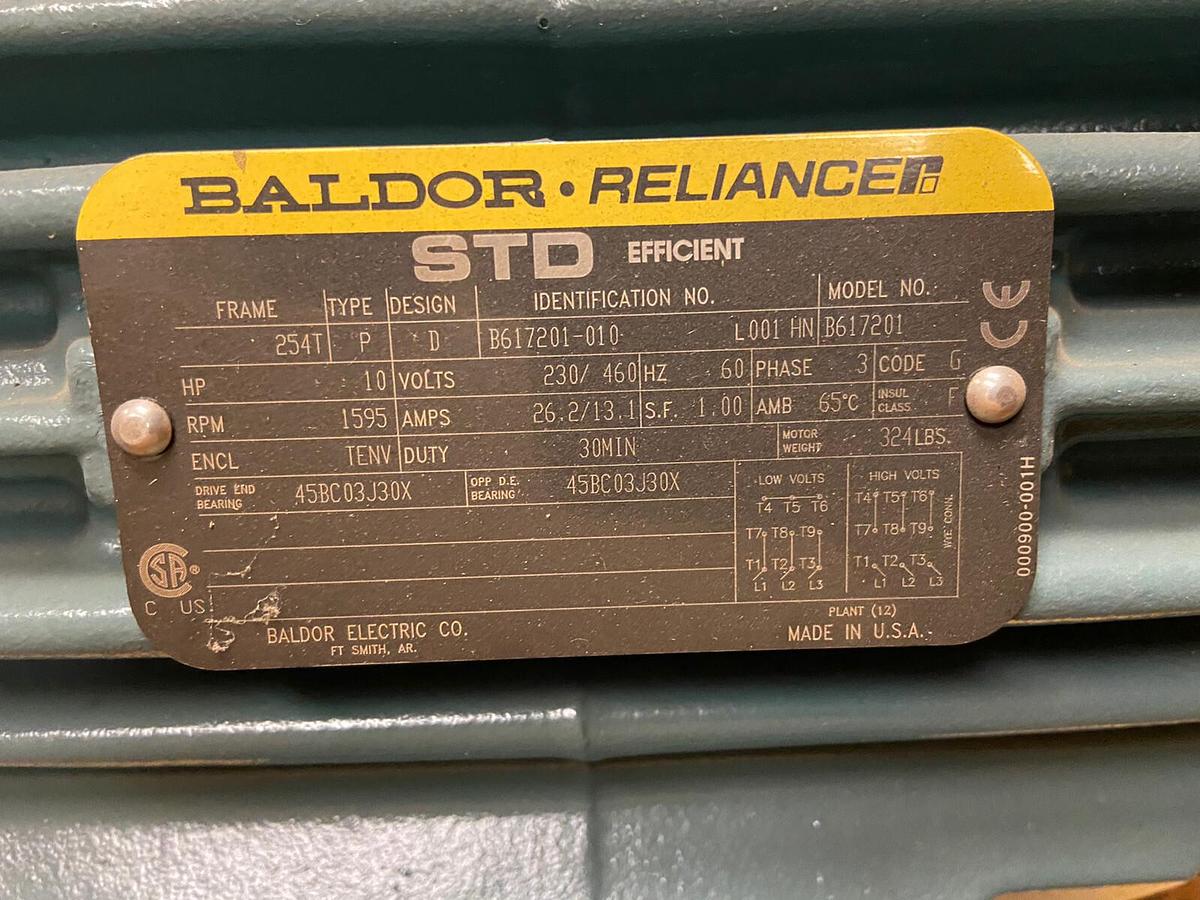 BALDOR • RELIANCE
STD EFFICIENT
FRAME TYPE DESIGN IDENTIFICATION NO. MODEL NO.
254T P D B617201-010 L001 HN B617201
HP 10 VOLTS 230/ 460 HZ 60 PHASE 3 CODE G
RPM 1595 AMPS 26.2/13.1 S.F. 1.00 AMB 65°C INSUL CLASS F
ENCL TENV DUTY 30MIN MOTOR WEIGHT 324LBS.
DRIVE END BEARING 45BC03J30X OPP D.E. BEARING 45BC03J30X
LOW VOLTS HIGH VOLTS
T4 T5 T6 T4 T5 T6
T7 T8 T9 T7 T8 T9
T1 T2 T3 T1 T2 T3
L1 L2 L3 L1 L2 L3
WYE CONN.
000900-001H
CE
SA®
C US
BALDOR ELECTRIC CO.
FT SMITH, AR.
PLANT (12)
MADE IN U.S.A.